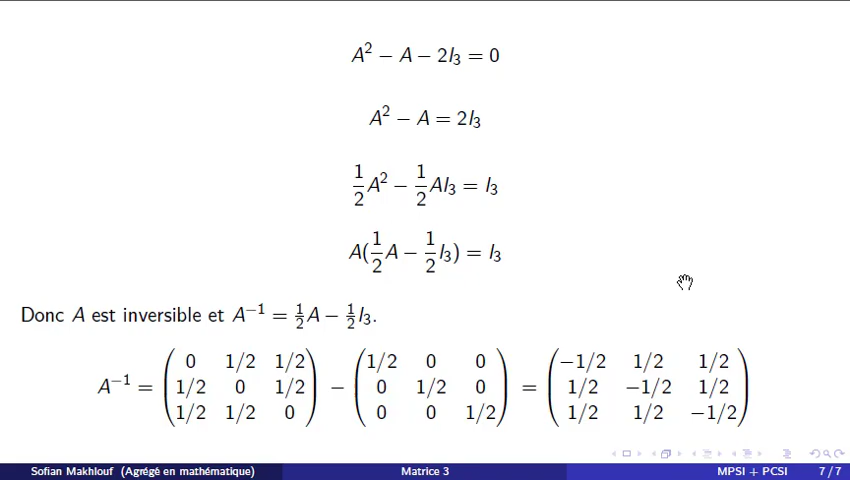 A² − A − 2I₃ = 0
A² − A = 2I₃
1/2 A² − 1/2 AI₃ = I₃
A(1/2 A − 1/2 I₃) = I₃
Donc A est inversible et A⁻¹ = 1/2 A − 1/2 I₃.
A⁻¹ = (0 1/2 1/2; 1/2 0 1/2; 1/2 1/2 0) − (1/2 0 0; 0 1/2 0; 0 0 1/2) = (−1/2 1/2 1/2; 1/2 −1/2 1/2; 1/2 1/2 −1/2)
Sofian Makhlouf (Agrégé en mathématique) Matrice 3 MPSI + PCSI 7 / 7